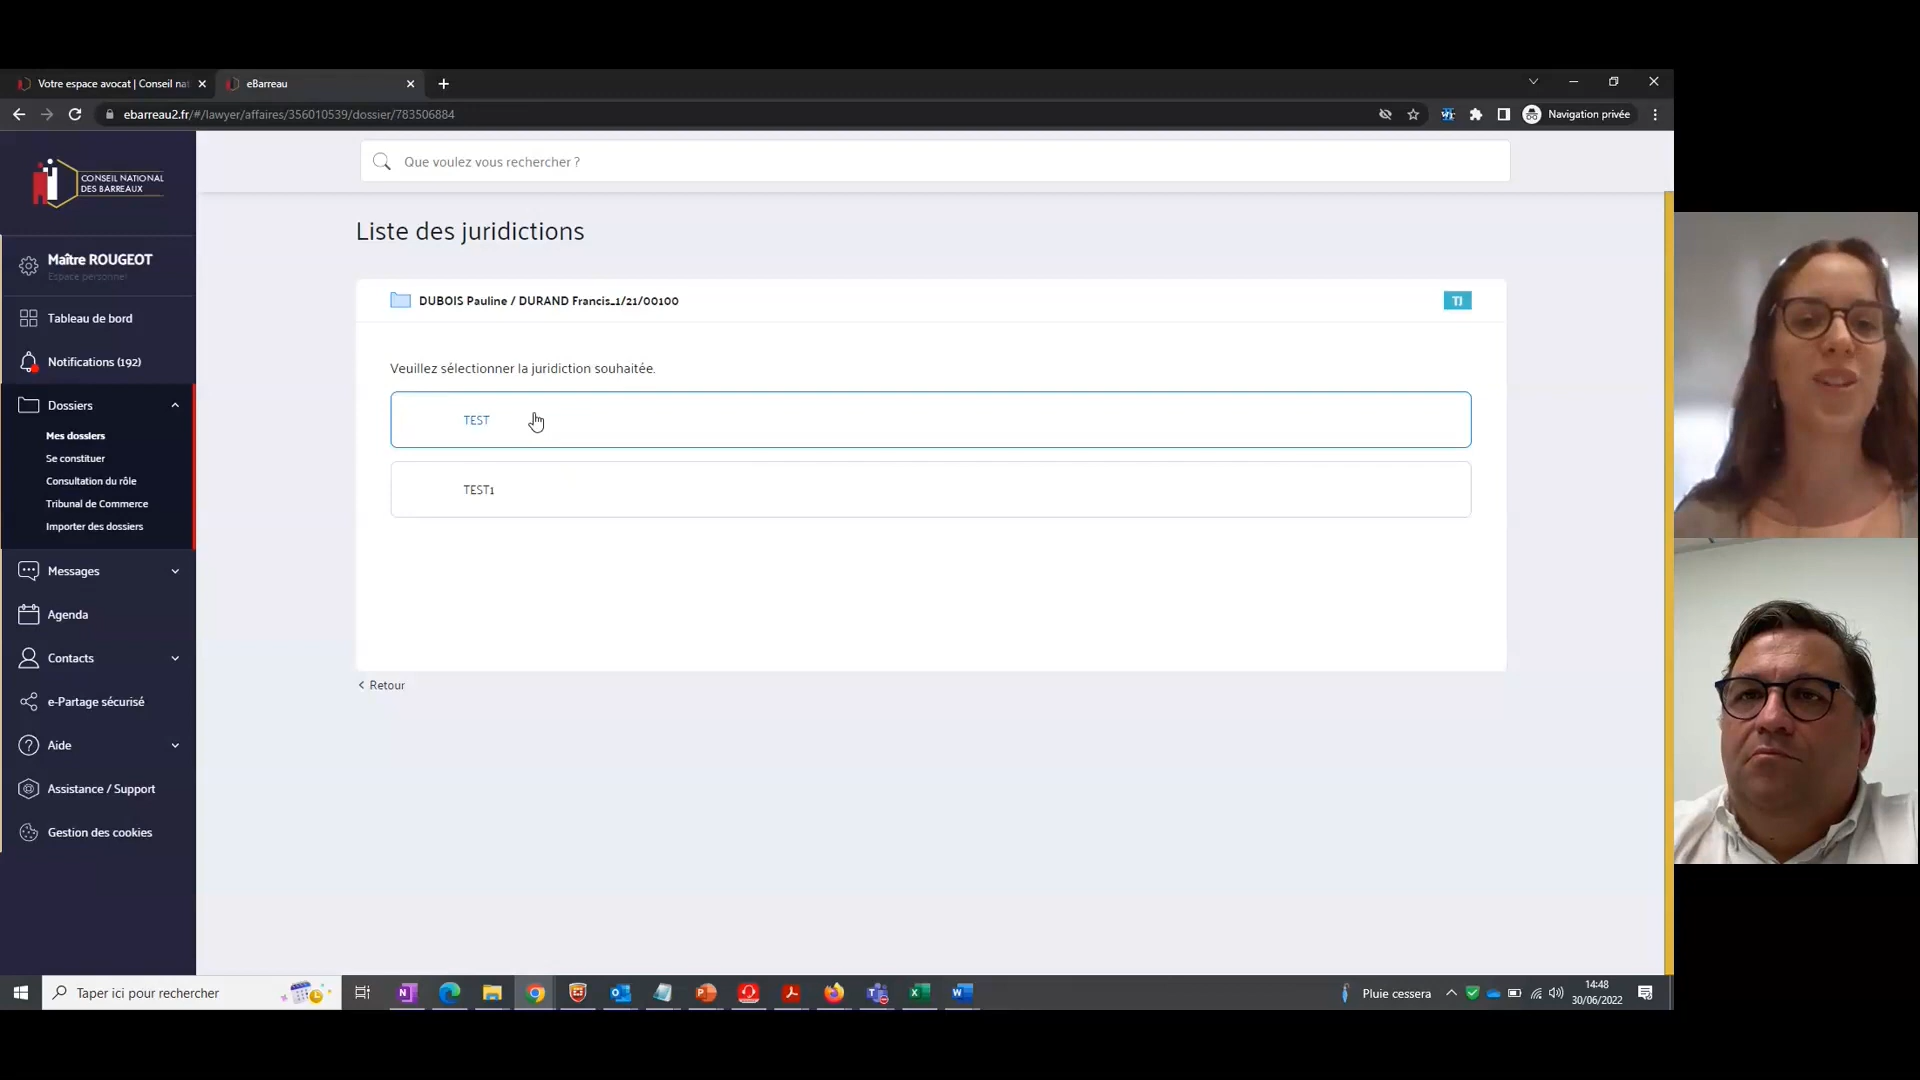 Votre espace avocat | Conseil nat
eBarreau
ebarreau2.fr/#/lawyer/affaires/356010539/dossier/783506884
Navigation privée
CONSEIL NATIONAL
DES BARREAUX
Que voulez vous rechercher ?
Maître ROUGEOT
Espace personnel
Tableau de bord
Notifications (192)
Dossiers
Mes dossiers
Se constituer
Consultation du rôle
Tribunal de Commerce
Importer des dossiers
Messages
Agenda
Contacts
e-Partage sécurisé
Aide
Assistance / Support
Gestion des cookies
Liste des juridictions
DUBOIS Pauline / DURAND Francis_1/21/00100
TJ
Veuillez sélectionner la juridiction souhaitée.
TEST
TEST1
< Retour
Taper ici pour rechercher
Pluie cessera
14:48
30/06/2022